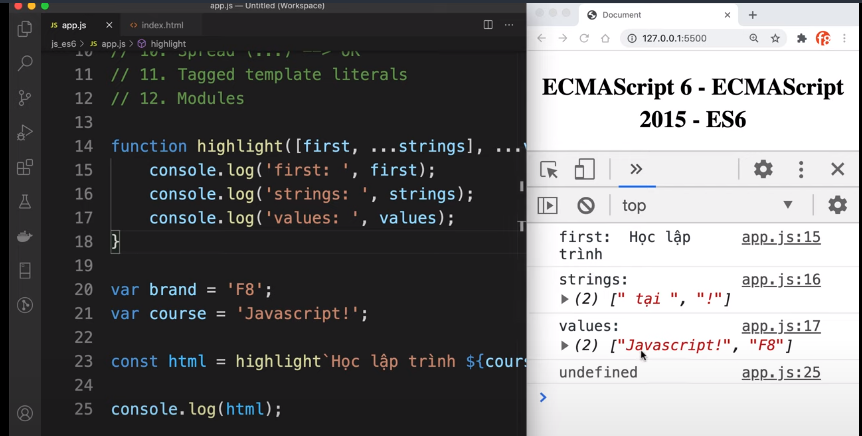 app.js — Untitled (Workspace)
JS app.js × <> index.html ...
js_es6 > JS app.js > highlight
10 // 10. Spread (...) ==> OK
11 // 11. Tagged template literals
12 // 12. Modules
13
14 function highlight([first, ...strings], ...v
15 console.log('first: ', first);
16 console.log('strings: ', strings);
17 console.log('values: ', values);
18 }
19
20 var brand = 'F8';
21 var course = 'Javascript!';
22
23 const html = highlight`Học lập trình ${cours
24
25 console.log(html);
Document × +
127.0.0.1:5500
ECMAScript 6 - ECMAScript
2015 - ES6
top
first: Học lập app.js:15
trình
strings: app.js:16
(2) [" tại ", "!"]
values: app.js:17
(2) ["Javascript!", "F8"]
undefined app.js:25